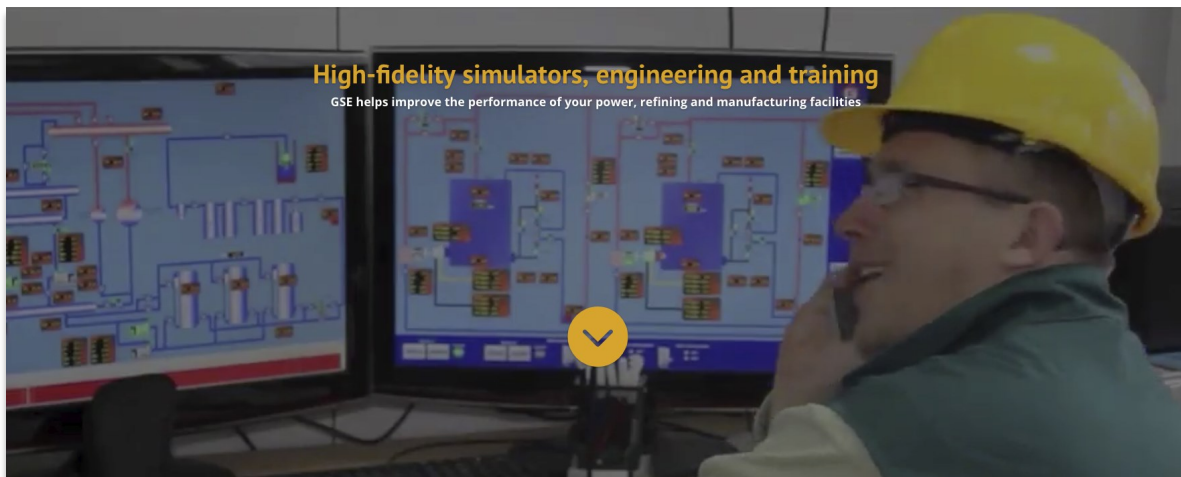 High-fidelity simulators, engineering and training
GSE helps improve the performance of your power, refining and manufacturing facilities